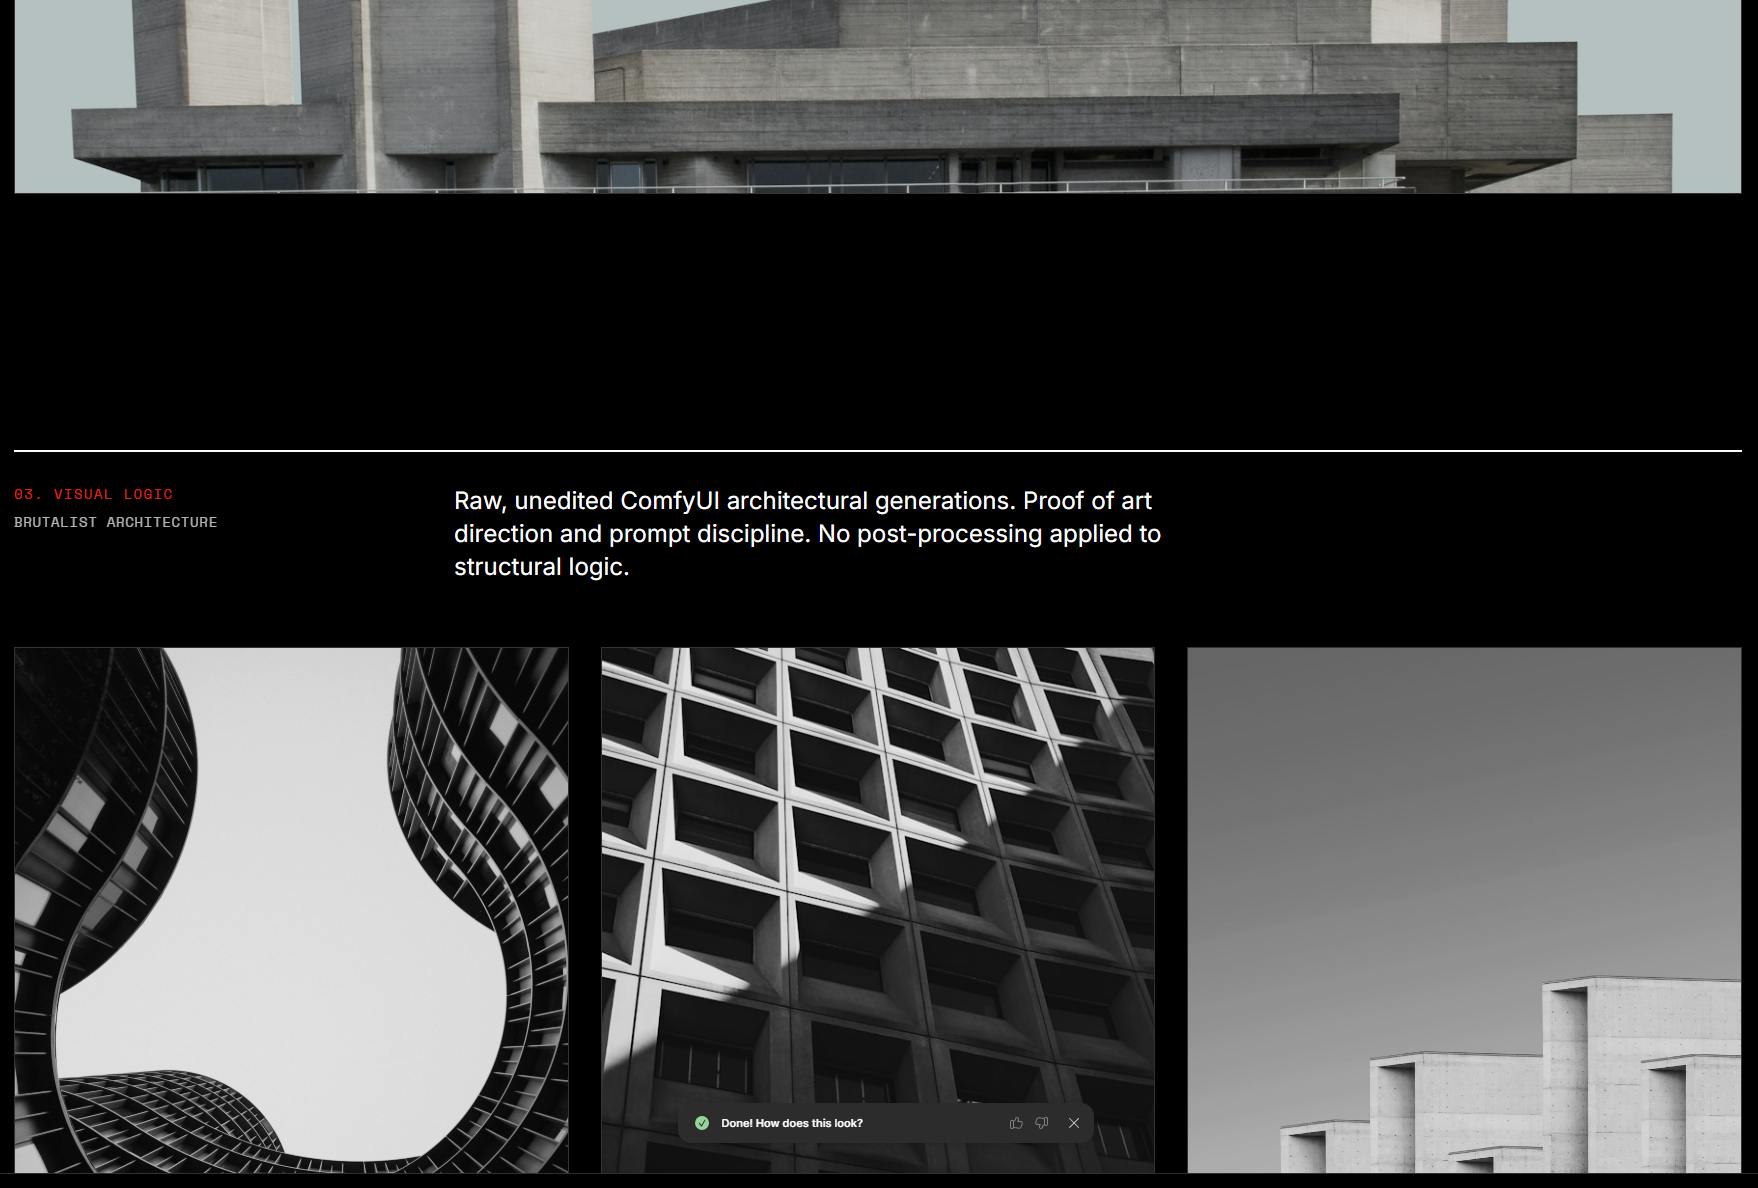 03. VISUAL LOGIC
BRUTALIST ARCHITECTURE
Raw, unedited ComfyUI architectural generations. Proof of art
direction and prompt discipline. No post-processing applied to
structural logic.
Done! How does this look?